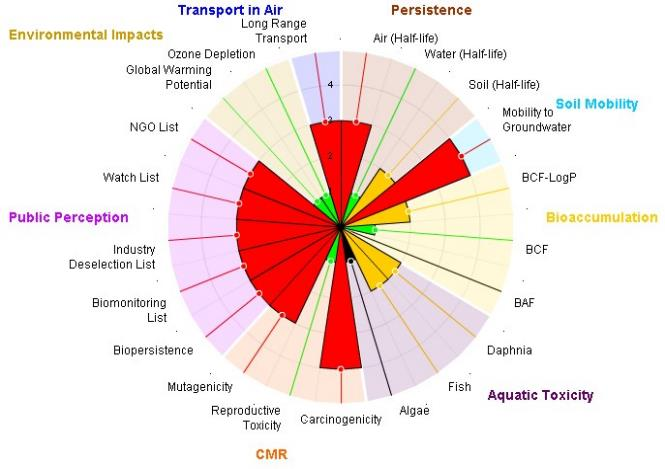 Transport in Air
Persistence
Long Range
Transport
Environmental Impacts
Air (Half-life)
Ozone Depletion
Water (Half-life)
Global Warming
Potential
Soil (Half-life)
4
Soil Mobility
Mobility to
Groundwater
NGO List
3
2
Watch List
BCF-LogP
1
Public Perception
Bioaccumulation
Industry
Deselection List
BCF
Biomonitoring
List
BAF
Biopersistence
Daphnia
Mutagenicity
Fish
Aquatic Toxicity
Reproductive
Toxicity
Carcinogenicity
Algae
CMR